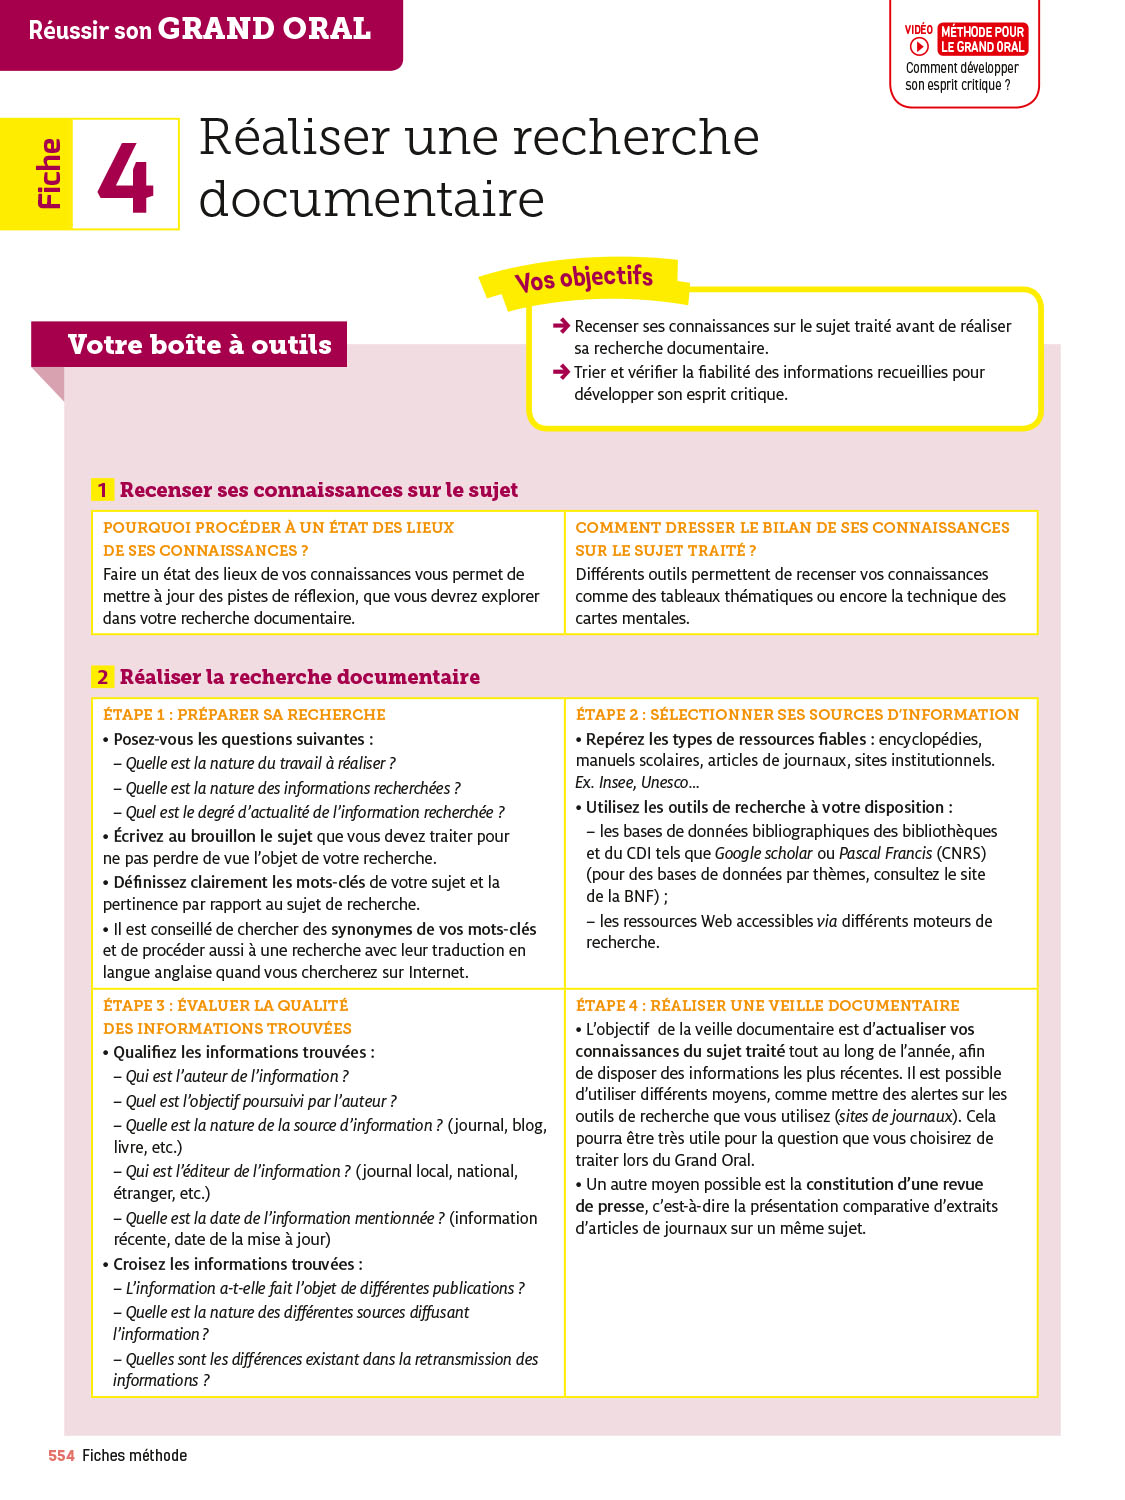 Réussir son GRAND ORAL
VIDÉO
MÉTHODE POUR
LE GRAND ORAL
Comment développer
son esprit critique ?
Fiche
4
Réaliser une recherche
documentaire
Vos objectifs
➔ Recenser ses connaissances sur le sujet traité avant de réaliser
sa recherche documentaire.
➔ Trier et vérifier la fiabilité des informations recueillies pour
développer son esprit critique.
Votre boîte à outils
1 Recenser ses connaissances sur le sujet
POURQUOI PROCÉDER À UN ÉTAT DES LIEUX
DE SES CONNAISSANCES ?
Faire un état des lieux de vos connaissances vous permet de
mettre à jour des pistes de réflexion, que vous devrez explorer
dans votre recherche documentaire.
COMMENT DRESSER LE BILAN DE SES CONNAISSANCES
SUR LE SUJET TRAITÉ ?
Différents outils permettent de recenser vos connaissances
comme des tableaux thématiques ou encore la technique des
cartes mentales.
2 Réaliser la recherche documentaire
ÉTAPE 1 : PRÉPARER SA RECHERCHE
• Posez-vous les questions suivantes :
– Quelle est la nature du travail à réaliser ?
– Quelle est la nature des informations recherchées ?
– Quel est le degré d'actualité de l'information recherchée ?
• Écrivez au brouillon le sujet que vous devez traiter pour
ne pas perdre de vue l'objet de votre recherche.
• Définissez clairement les mots-clés de votre sujet et la
pertinence par rapport au sujet de recherche.
• Il est conseillé de chercher des synonymes de vos mots-clés
et de procéder aussi à une recherche avec leur traduction en
langue anglaise quand vous chercherez sur Internet.
ÉTAPE 2 : SÉLECTIONNER SES SOURCES D'INFORMATION
• Repérez les types de ressources fiables : encyclopédies,
manuels scolaires, articles de journaux, sites institutionnels.
Ex. Insee, Unesco...
• Utilisez les outils de recherche à votre disposition :
– les bases de données bibliographiques des bibliothèques
et du CDI tels que Google scholar ou Pascal Francis (CNRS)
(pour des bases de données par thèmes, consultez le site
de la BNF) ;
– les ressources Web accessibles via différents moteurs de
recherche.
ÉTAPE 3 : ÉVALUER LA QUALITÉ
DES INFORMATIONS TROUVÉES
• Qualifiez les informations trouvées :
– Qui est l'auteur de l'information ?
– Quel est l'objectif poursuivi par l'auteur ?
– Quelle est la nature de la source d'information ? (journal, blog,
livre, etc.)
– Qui est l'éditeur de l'information ? (journal local, national,
étranger, etc.)
– Quelle est la date de l'information mentionnée ? (information
récente, date de la mise à jour)
• Croisez les informations trouvées :
– L'information a-t-elle fait l'objet de différentes publications ?
– Quelle est la nature des différentes sources diffusant
l'information ?
– Quelles sont les différences existant dans la retransmission des
informations ?
ÉTAPE 4 : RÉALISER UNE VEILLE DOCUMENTAIRE
• L'objectif de la veille documentaire est d'actualiser vos
connaissances du sujet traité tout au long de l'année, afin
de disposer des informations les plus récentes. Il est possible
d'utiliser différents moyens, comme mettre des alertes sur les
outils de recherche que vous utilisez (sites de journaux). Cela
pourra être très utile pour la question que vous choisirez de
traiter lors du Grand Oral.
• Un autre moyen possible est la constitution d'une revue
de presse, c'est-à-dire la présentation comparative d'extraits
d'articles de journaux sur un même sujet.
554 Fiches méthode